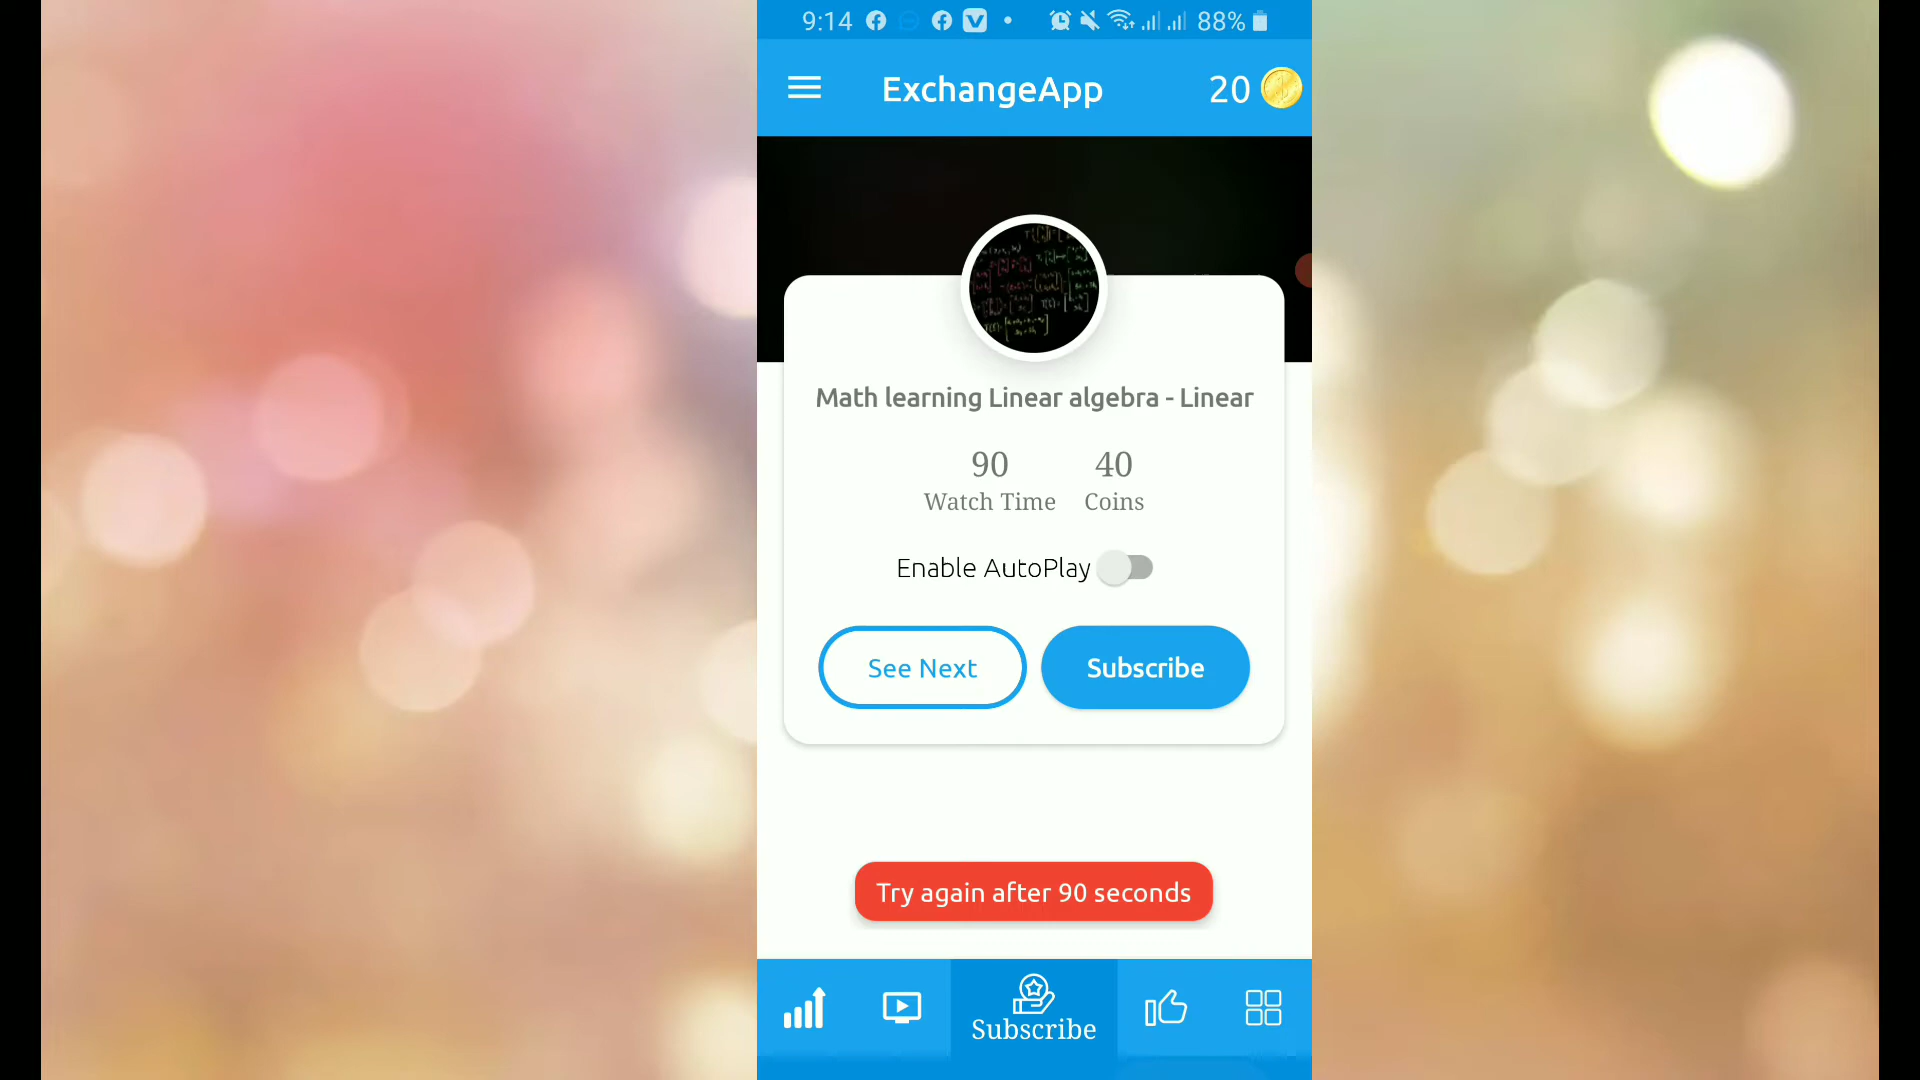 9:14 88%
ExchangeApp 20
Math learning Linear algebra - Linear
90 40
Watch Time Coins
Enable AutoPlay
See Next Subscribe
Try again after 90 seconds
Subscribe